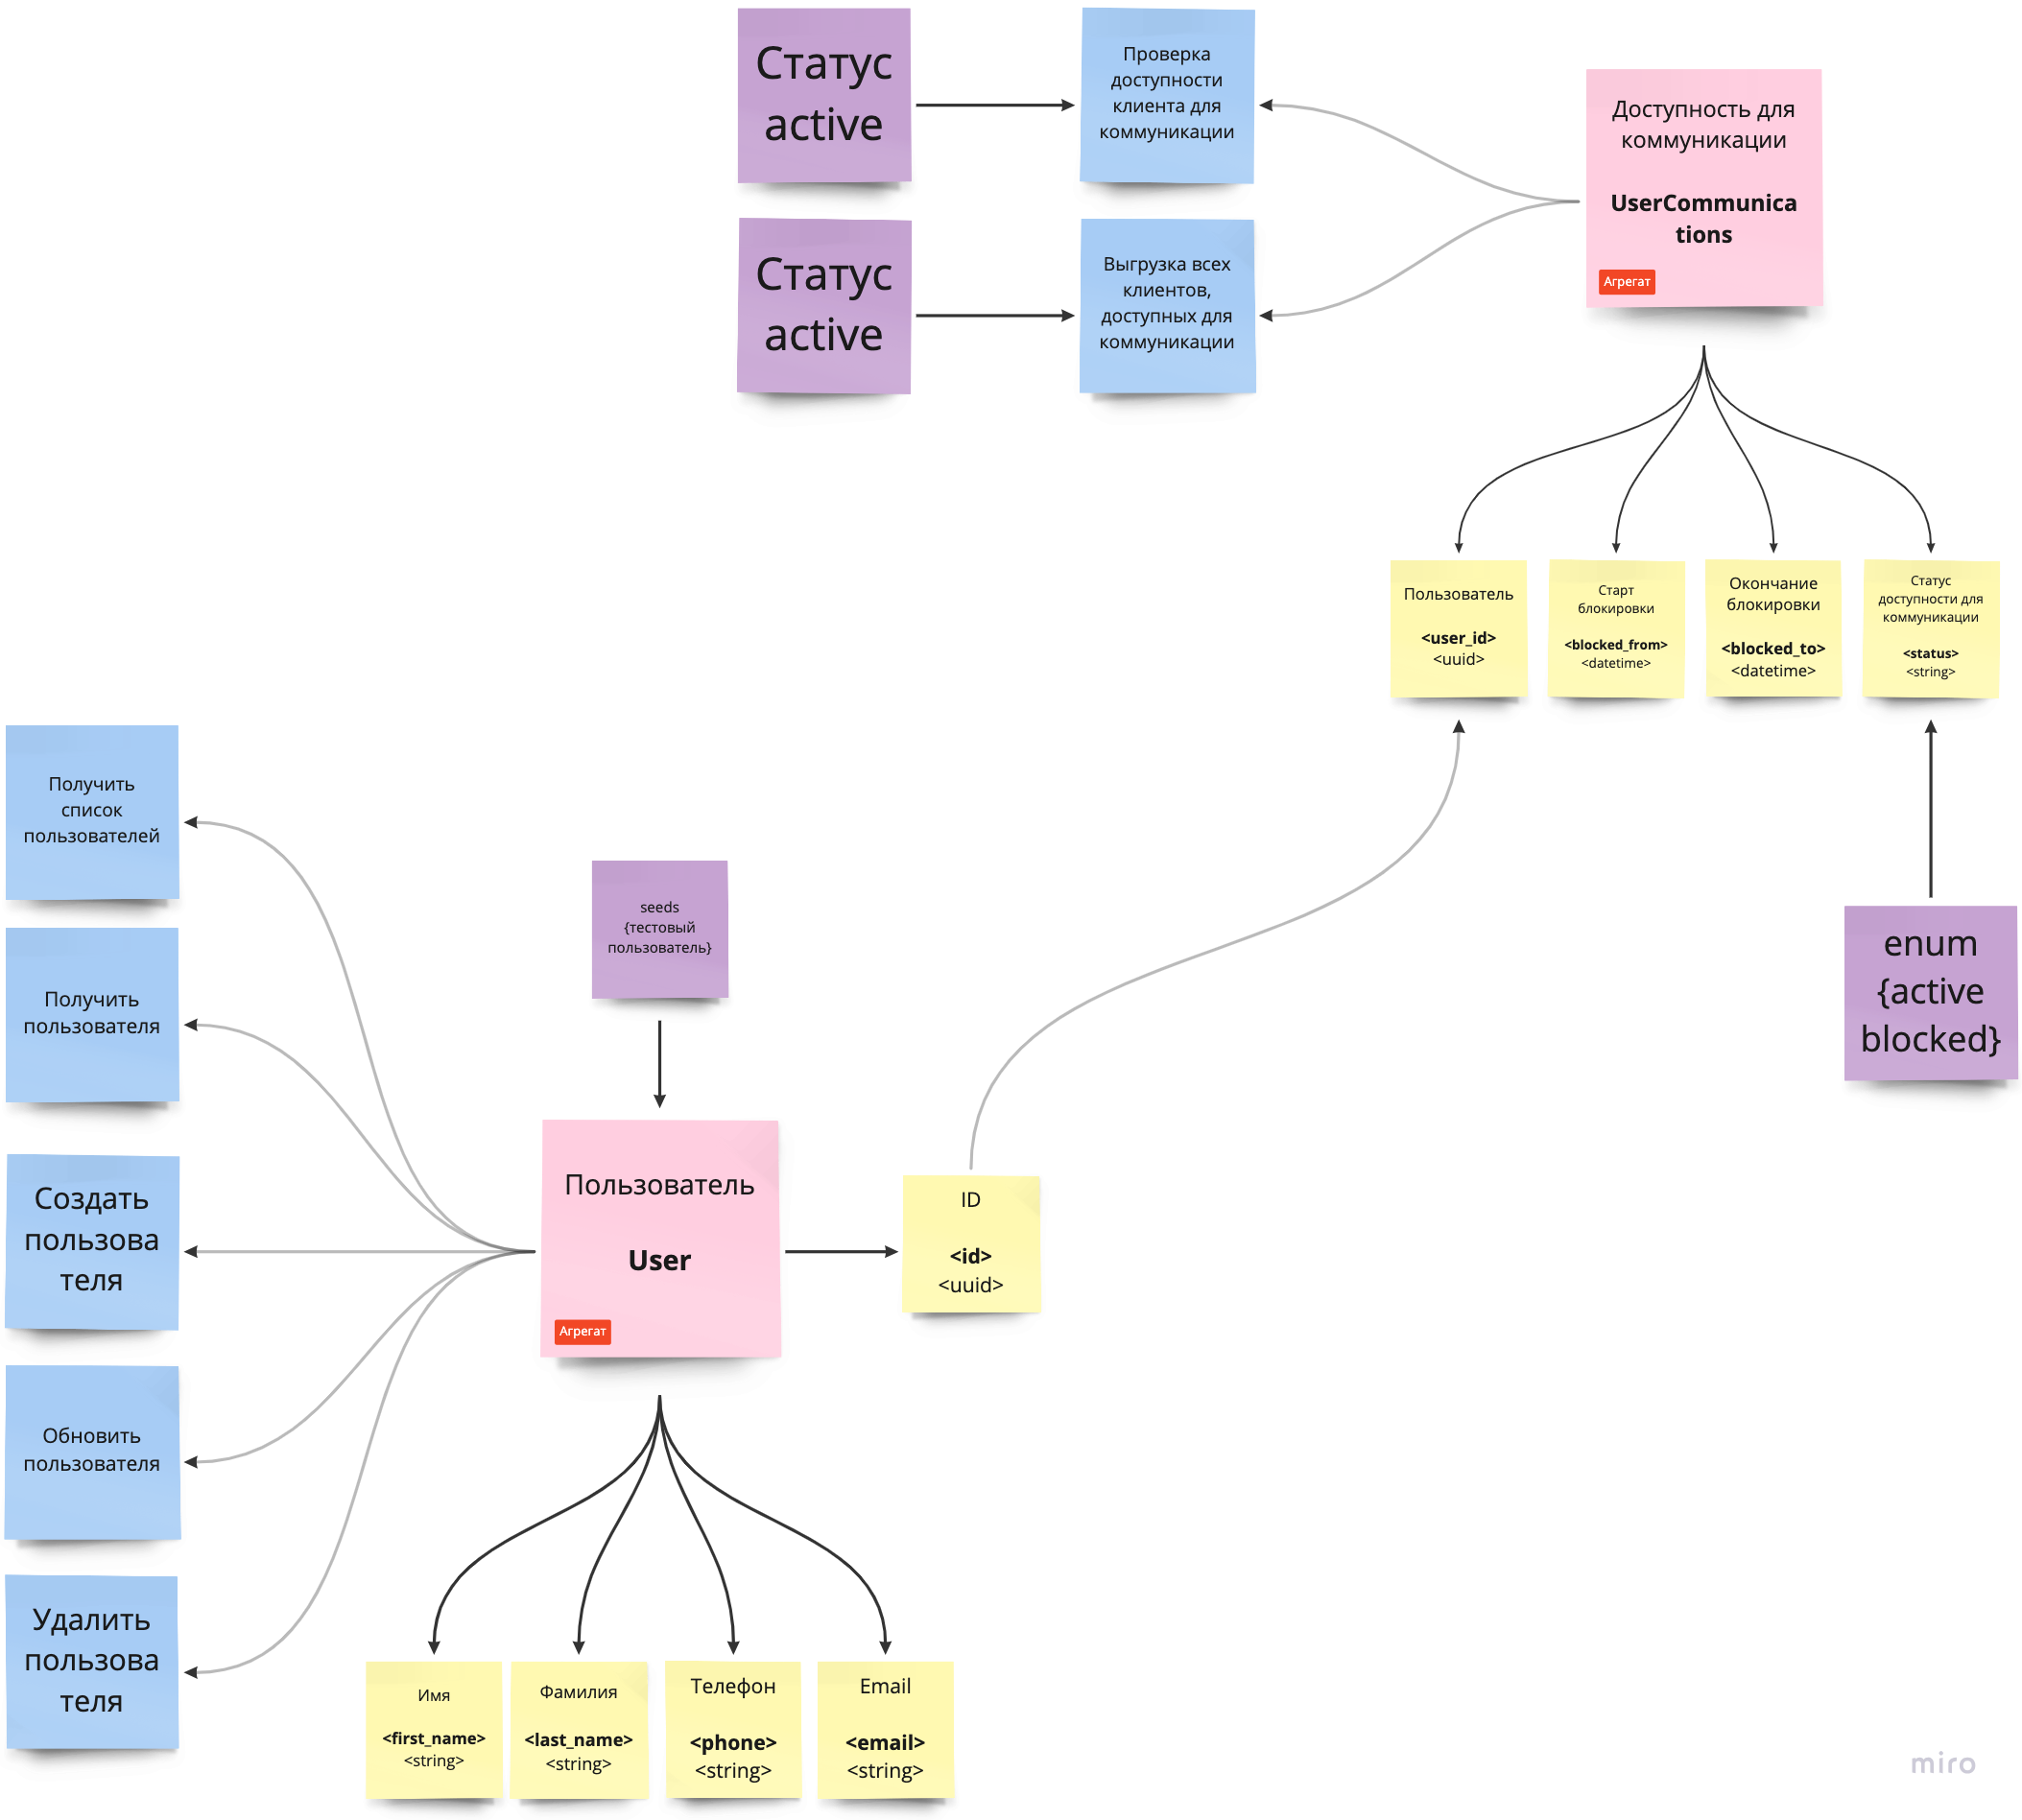 Статус
active
Проверка
доступности
клиента для
коммуникации
Доступность для
коммуникации
UserCommunica
tions
Агрегат
Статус
active
Выгрузка всех
клиентов,
доступных для
коммуникации
Пользователь
<user_id>
<uuid>
Старт
блокировки
<blocked_from>
<datetime>
Окончание
блокировки
<blocked_to>
<datetime>
Статус
доступности для
коммуникации
<status>
<string>
Получить
список
пользователей
seeds
{тестовый
пользователь}
enum
{active
blocked}
Получить
пользователя
Создать
пользова
теля
Пользователь
User
Агрегат
ID
<id>
<uuid>
Обновить
пользователя
Удалить
пользова
теля
Имя
<first_name>
<string>
Фамилия
<last_name>
<string>
Телефон
<phone>
<string>
Email
<email>
<string>
miro